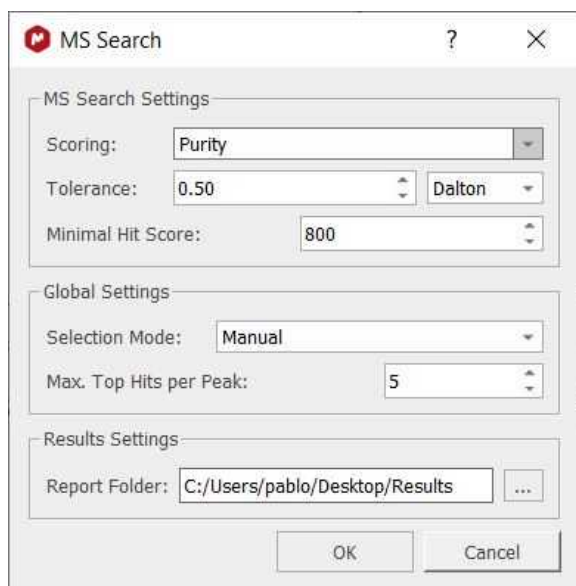 MS Search
?
MS Search Settings
Scoring: Purity
Tolerance: 0.50 Dalton
Minimal Hit Score: 800
Global Settings
Selection Mode: Manual
Max. Top Hits per Peak: 5
Results Settings
Report Folder: C:/Users/pablo/Desktop/Results ...
OK Cancel